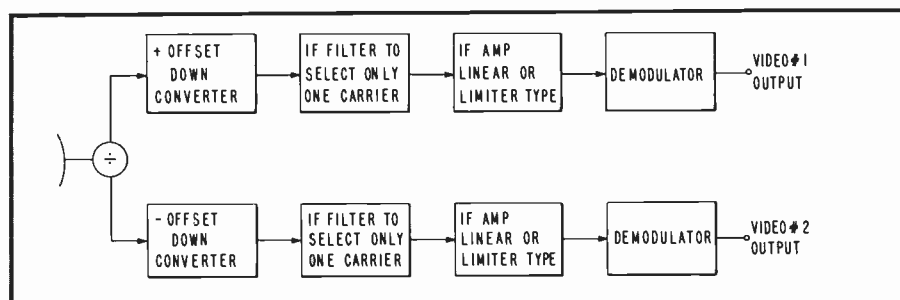 + OFFSET
DOWN
CONVERTER
IF FILTER TO
SELECT ONLY
ONE CARRIER
IF AMP
LINEAR OR
LIMITER TYPE
DEMODULATOR
VIDEO#1
OUTPUT
÷
- OFFSET
DOWN
CONVERTER
IF FILTER TO
SELECT ONLY
ONE CARRIER
IF AMP
LINEAR OR
LIMITER TYPE
DEMODULATOR
VIDEO#2
OUTPUT